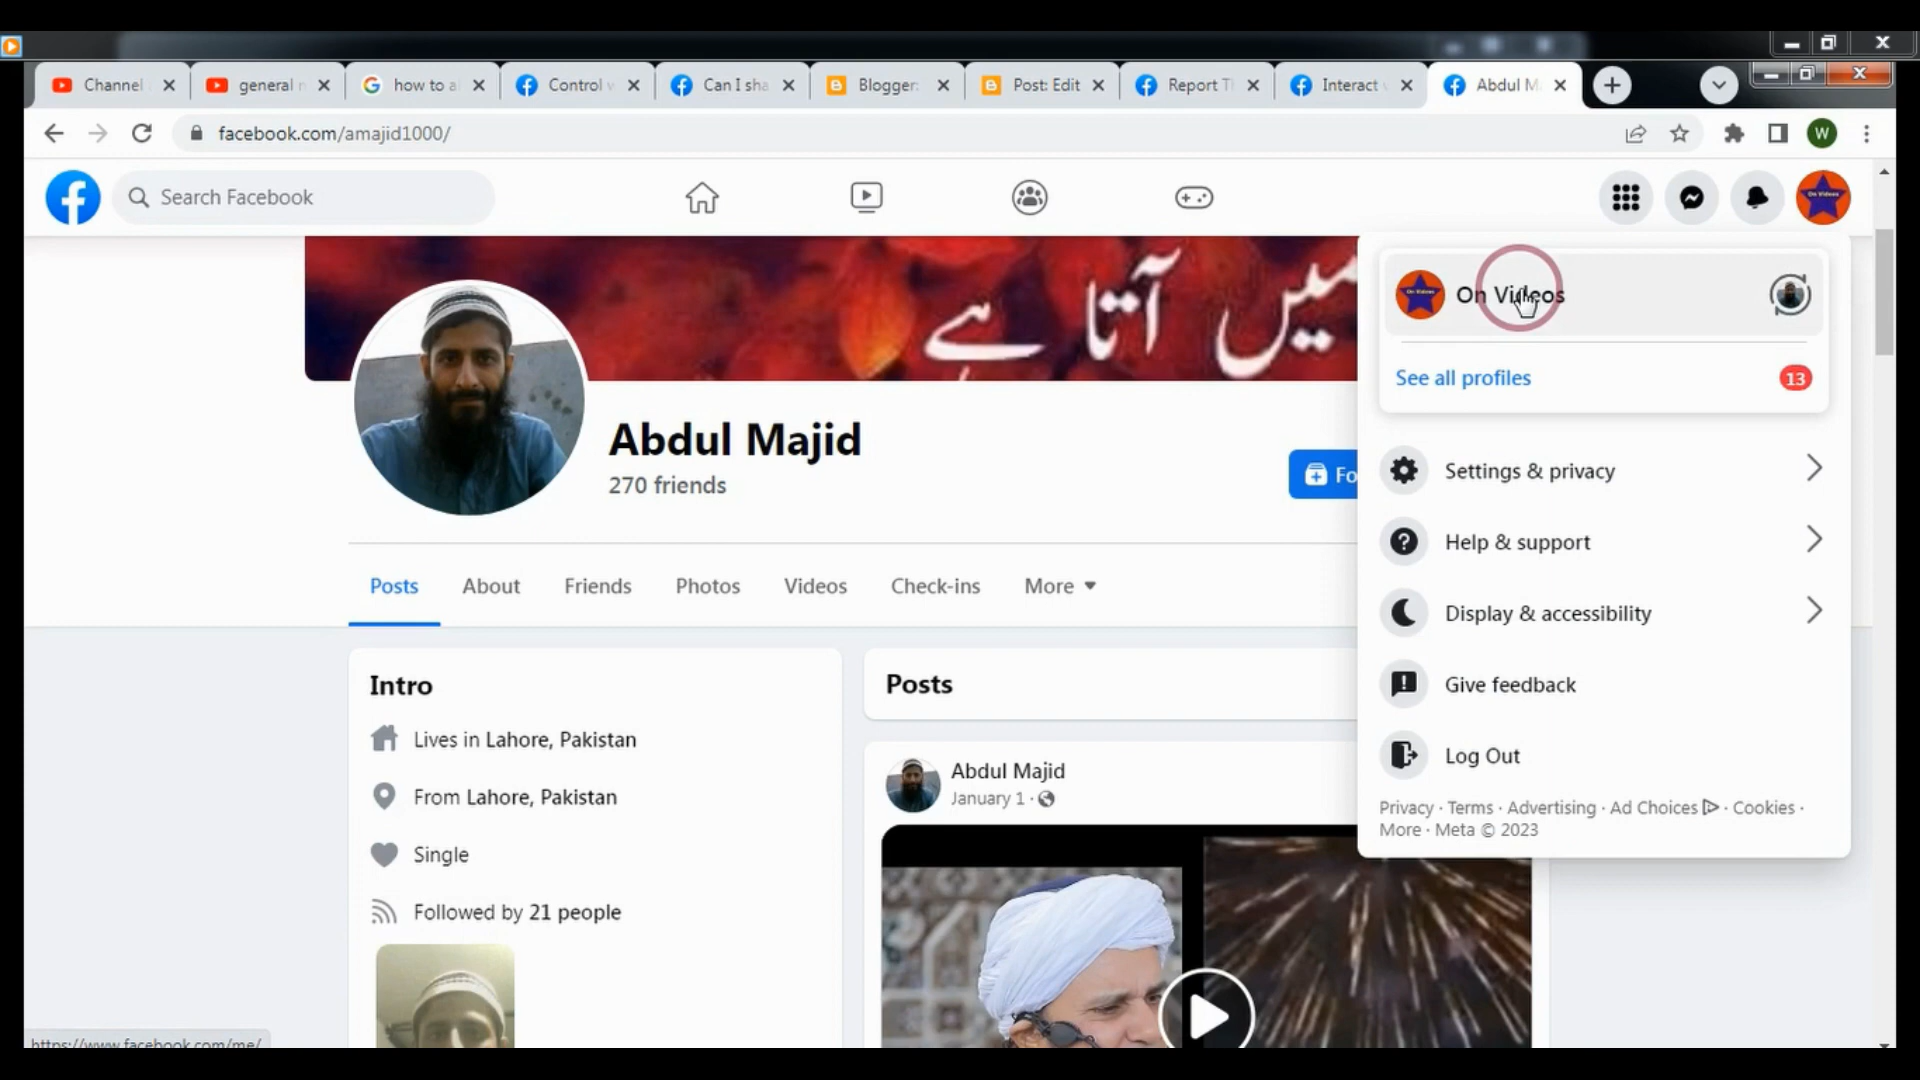 Channel
general
how to a
Control
Can I sha
Blogger:
Post: Edit
Report T
Interact
Abdul M
facebook.com/amajid1000/
W
Search Facebook
On Videos
میں آتا ہے
On Videos
See all profiles
13
Abdul Majid
270 friends
Fo
Settings & privacy
Help & support
Display & accessibility
Give feedback
Log Out
Privacy · Terms · Advertising · Ad Choices · Cookies ·
More · Meta © 2023
Posts
About
Friends
Photos
Videos
Check-ins
More
Intro
Lives in Lahore, Pakistan
From Lahore, Pakistan
Single
Followed by 21 people
Posts
Abdul Majid
January 1 ·
https://www.facebook.com/me/